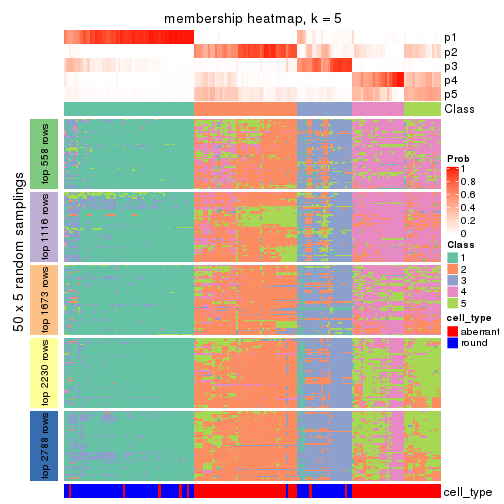 membership heatmap, k = 5
p1
p2
p3
p4
p5
Class
50 x 5 random samplings
top 558 rows
top 1116 rows
top 1673 rows
top 2230 rows
top 2788 rows
cell_type
Prob
1
0.8
0.6
0.4
0.2
0
Class
1
2
3
4
5
cell_type
aberrant
round